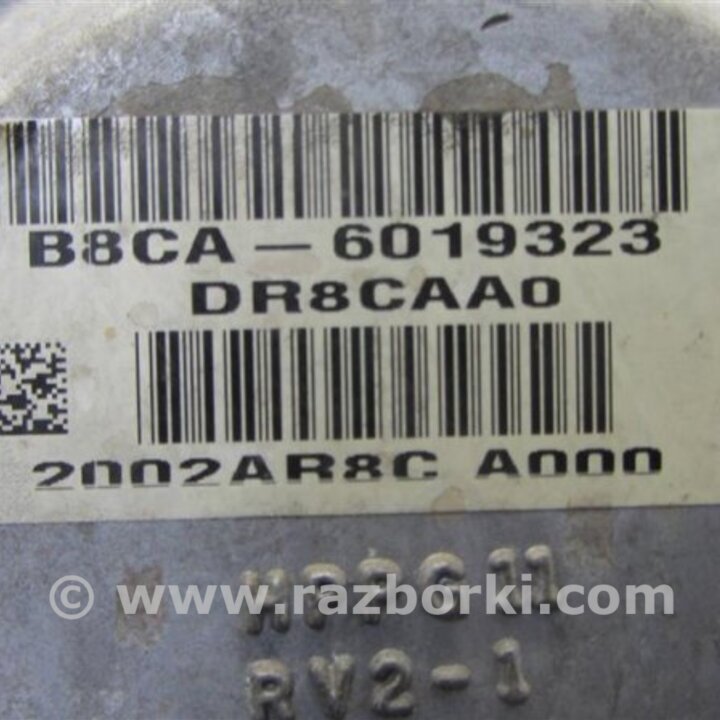 B8CA – 6019323
DR8CAA0
2002AR8C A000
© www.razborki.com
RV2-1